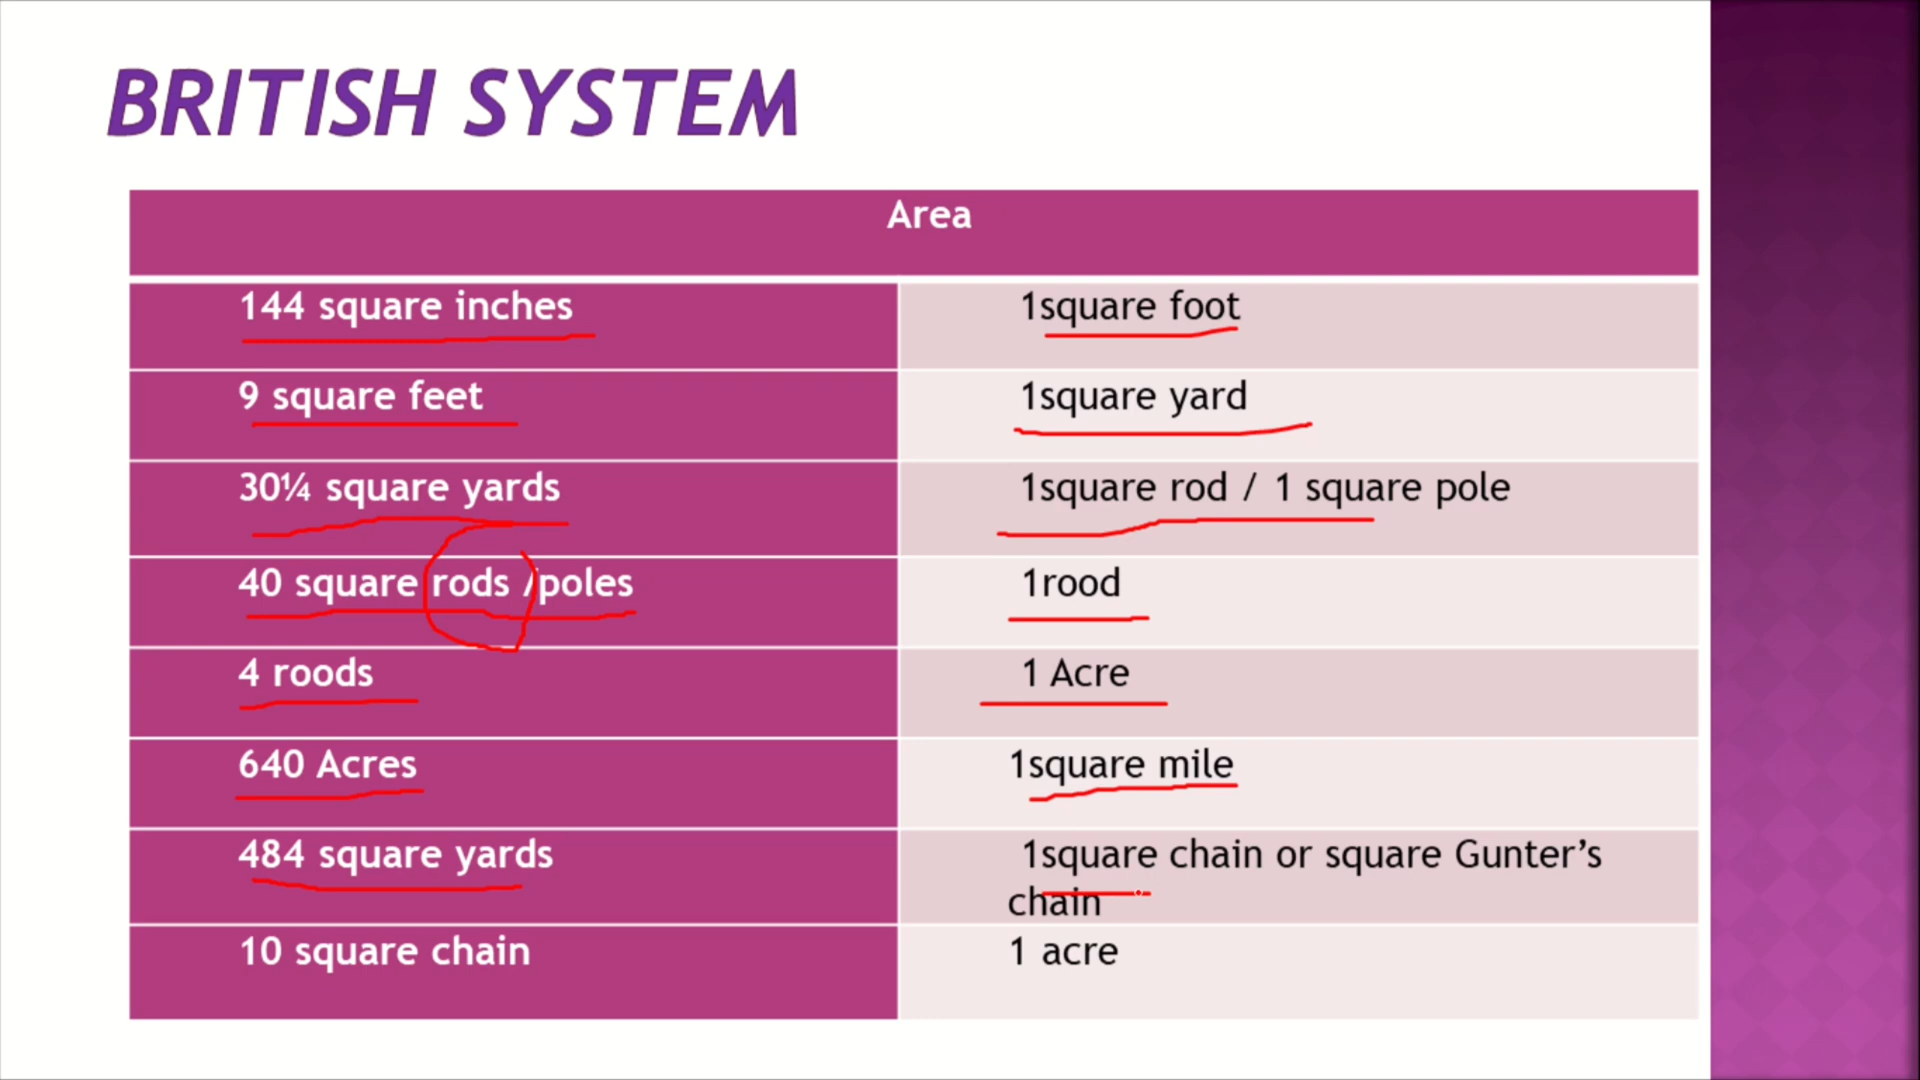 BRITISH SYSTEM
Area
144 square inches
1square foot
9 square feet
1square yard
30¼ square yards
1square rod / 1 square pole
40 square rods /poles
1rood
4 roods
1 Acre
640 Acres
1square mile
484 square yards
1square chain or square Gunter’s
chain
10 square chain
1 acre